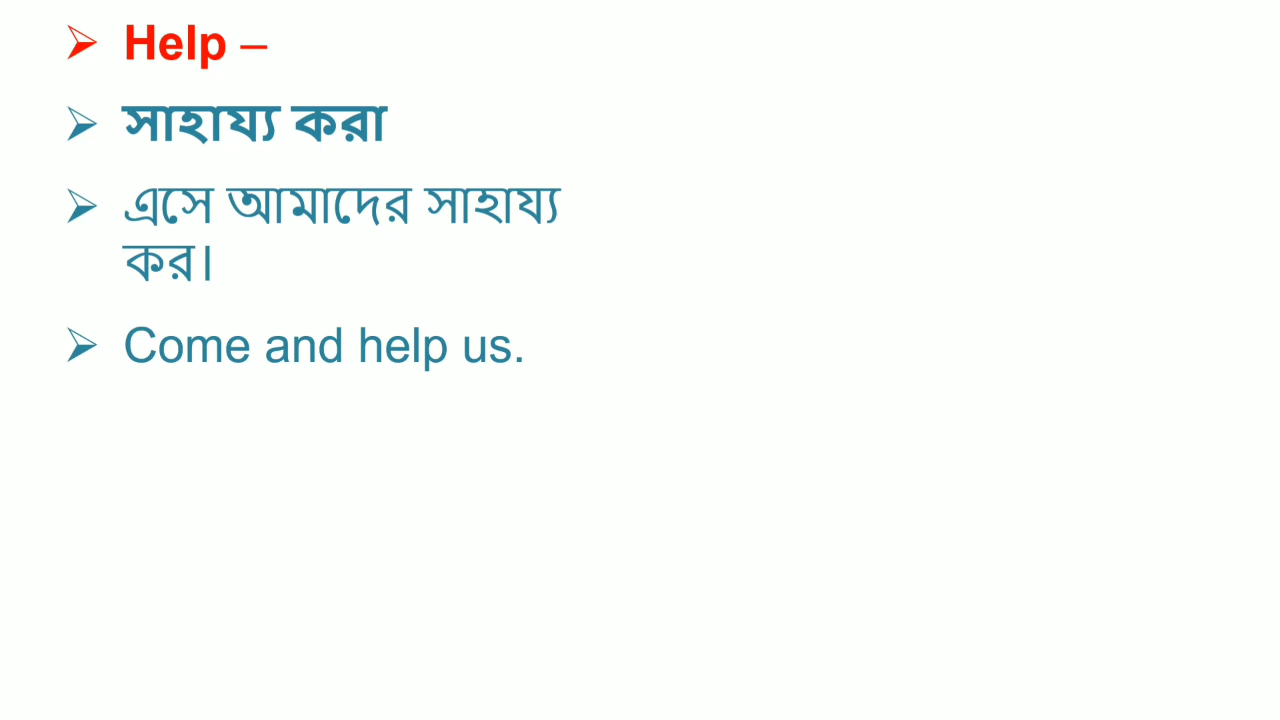 Help –
সাহায্য করা
এসে আমাদের সাহায্য
কর।
Come and help us.